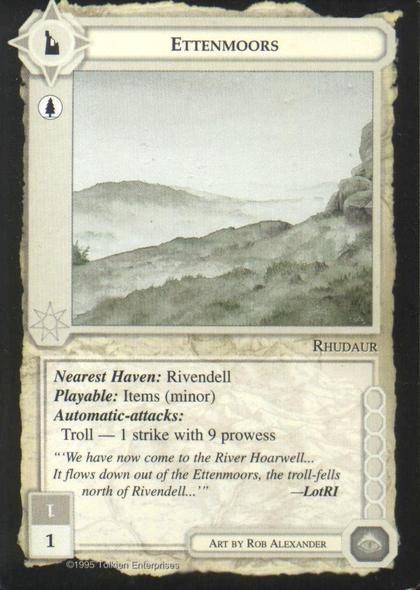 ETTENMOORS
RHUDAUR
Nearest Haven: Rivendell
Playable: Items (minor)
Automatic-attacks:
Troll — 1 strike with 9 prowess
“‘We have now come to the River Hoarwell...
It flows down out of the Ettenmoors, the troll-fells
north of Rivendell...’” —LotRI
1
1
ART BY ROB ALEXANDER
©1995 Tolkien Enterprises